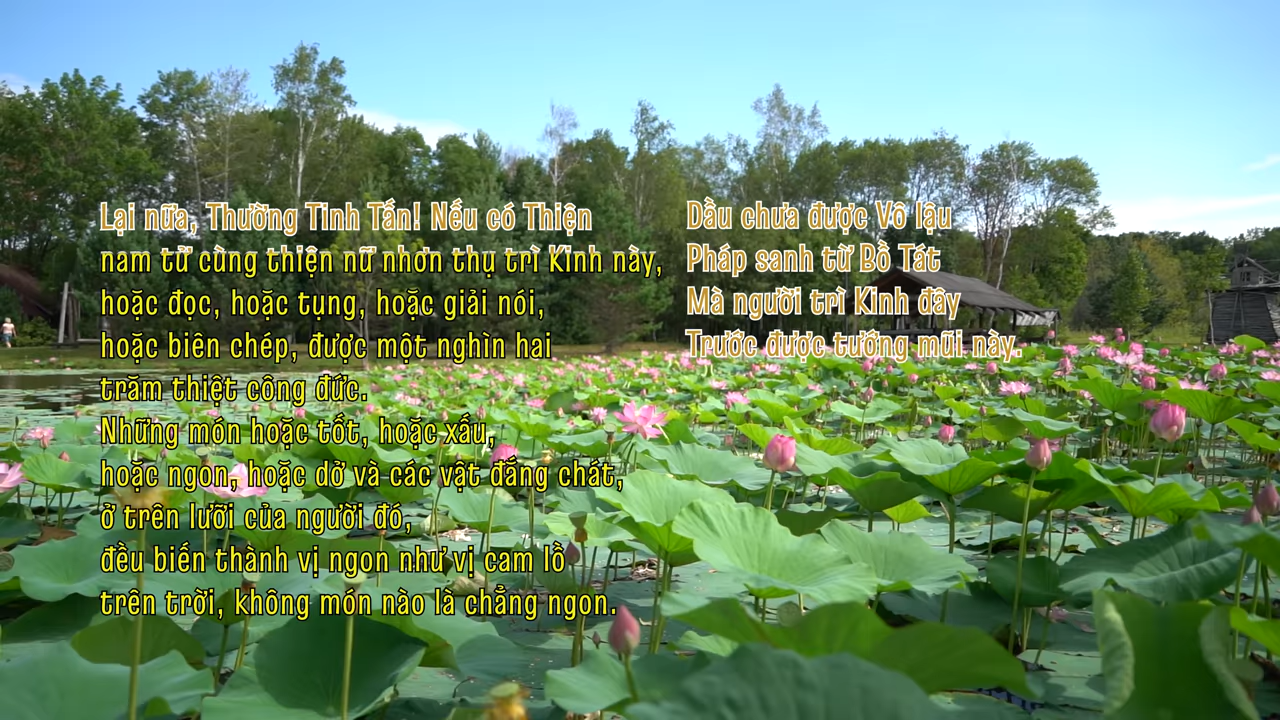 Lại nữa, Thường Tinh Tấn! Nếu có Thiện
nam tử cùng thiện nữ nhơn thụ trì Kinh này,
hoặc đọc, hoặc tụng, hoặc giải nói,
hoặc biên chép, được một nghìn hai
trăm thiệt công đức.
Những món hoặc tốt, hoặc xấu,
hoặc ngon, hoặc dở và các vật đắng chát,
ở trên lưỡi của người đó,
đều biến thành vị ngon như vị cam lồ
trên trời, không món nào là chẳng ngon.
Dầu chưa được Vô lậu
Pháp sanh từ Bồ Tát
Mà người trì Kinh đây
Trước được tướng mũi này.